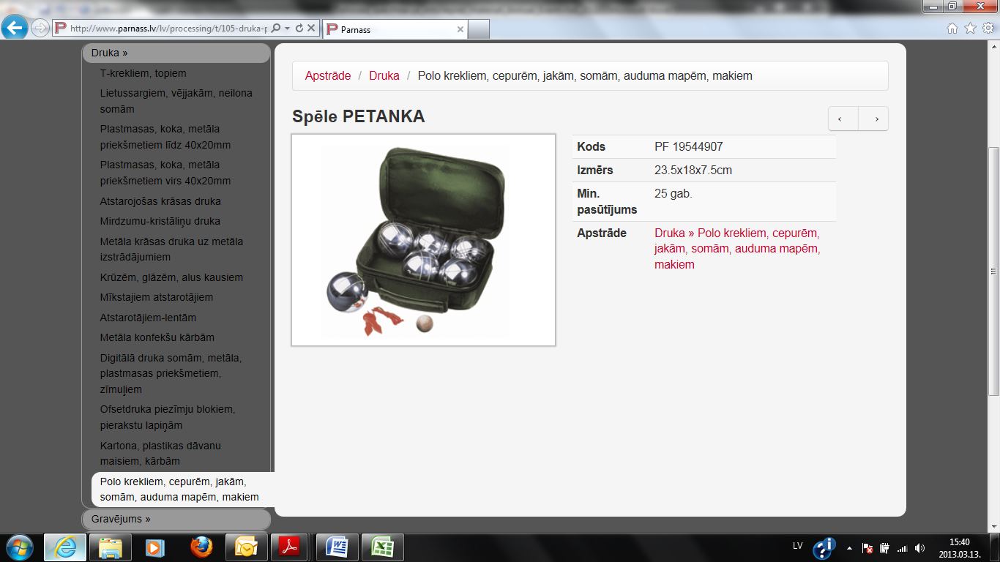 http://www.parnass.lv/lv/processing/t/105-druka-p
Parnass
Druka »
T-krekliem, topiem
Lietussargiem, vējjakām, neilona
somām
Plastmasas, koka, metāla
priekšmetiem līdz 40x20mm
Plastmasas, koka, metāla
priekšmetiem virs 40x20mm
Atstarojošas krāsas druka
Mirdzumu-kristāliņu druka
Metāla krāsas druka uz metāla
izstrādājumiem
Krūzēm, glāzēm, alus kausiem
Mīkstajiem atstarotājiem
Atstarotājiem-lentām
Metāla konfekšu kārbām
Digitālā druka somām, metāla,
plastmasas priekšmetiem,
zīmuļiem
Ofsetdruka piezīmju blokiem,
pierakstu lapiņām
Kartona, plastikas dāvanu
maisiem, kārbām
Polo krekliem, cepurēm, jakām,
somām, auduma mapēm, makiem
Gravējums »
Apstrāde / Druka / Polo krekliem, cepurēm, jakām, somām, auduma mapēm, makiem
Spēle PETANKA
‹ ›
Kods PF 19544907
Izmērs 23.5x18x7.5cm
Min. pasūtījums 25 gab.
Apstrāde Druka » Polo krekliem, cepurēm,
jakām, somām, auduma mapēm,
makiem
LV
15:40
2013.03.13.